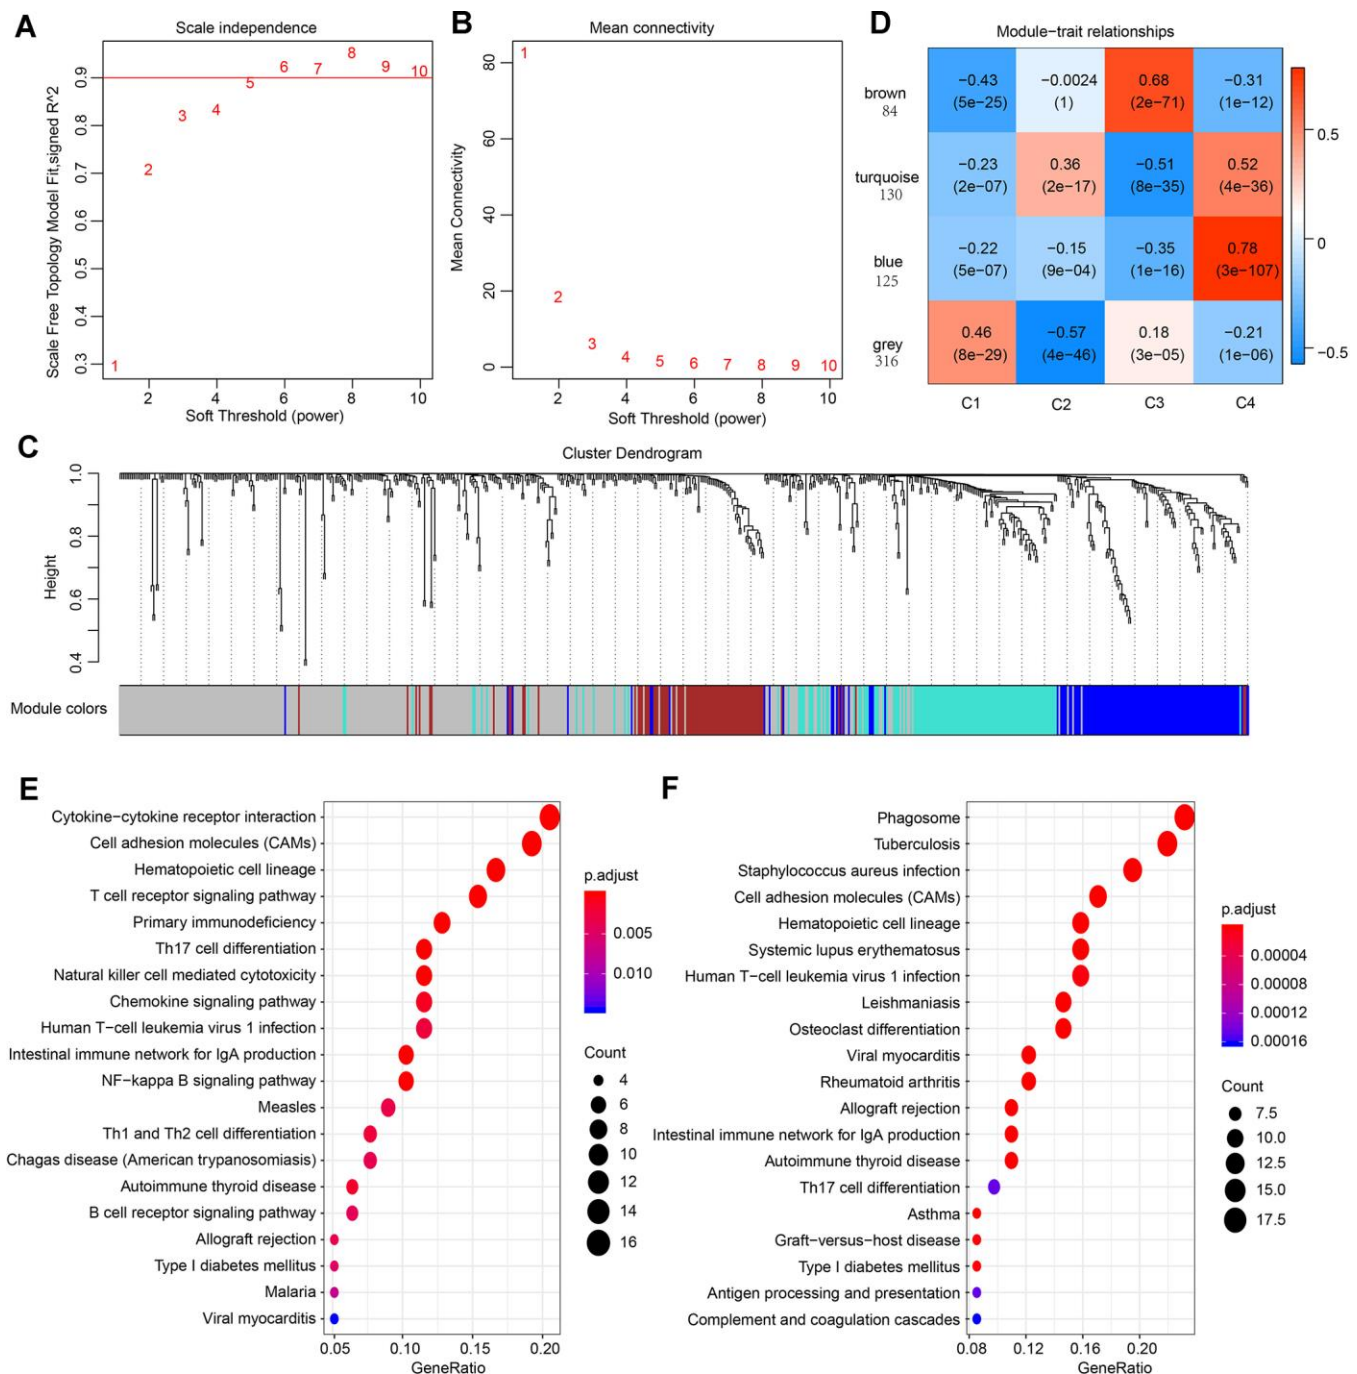 A
Scale independence
Scale Free Topology Model Fit,signed R^2
0.3 0.4 0.5 0.6 0.7 0.8 0.9
1 2 3 4 5 6 7 8 9 10
2 4 6 8 10
Soft Threshold (power)
B
Mean connectivity
Mean Connectivity
0 20 40 60 80
1 2 3 4 5 6 7 8 9 10
2 4 6 8 10
Soft Threshold (power)
D
Module−trait relationships
brown
84
−0.43 −0.0024 0.68 −0.31
(5e−25) (1) (2e−71) (1e−12)
turquoise
130
−0.23 0.36 −0.51 0.52
(2e−07) (2e−17) (8e−35) (4e−36)
blue
125
−0.22 −0.15 −0.35 0.78
(5e−07) (9e−04) (1e−16) (3e−107)
grey
316
0.46 −0.57 0.18 −0.21
(8e−29) (4e−46) (3e−05) (1e−06)
C1 C2 C3 C4
0.5
0
−0.5
C
Cluster Dendrogram
Height
0.4 0.6 0.8 1.0
Module colors
E
Cytokine−cytokine receptor interaction
Cell adhesion molecules (CAMs)
Hematopoietic cell lineage
T cell receptor signaling pathway
Primary immunodeficiency
Th17 cell differentiation
Natural killer cell mediated cytotoxicity
Chemokine signaling pathway
Human T−cell leukemia virus 1 infection
Intestinal immune network for IgA production
NF−kappa B signaling pathway
Measles
Th1 and Th2 cell differentiation
Chagas disease (American trypanosomiasis)
Autoimmune thyroid disease
B cell receptor signaling pathway
Allograft rejection
Type I diabetes mellitus
Malaria
Viral myocarditis
0.05 0.10 0.15 0.20
GeneRatio
p.adjust
0.005
0.010
Count
4
6
8
10
12
14
16
F
Phagosome
Tuberculosis
Staphylococcus aureus infection
Cell adhesion molecules (CAMs)
Hematopoietic cell lineage
Systemic lupus erythematosus
Human T−cell leukemia virus 1 infection
Leishmaniasis
Osteoclast differentiation
Viral myocarditis
Rheumatoid arthritis
Allograft rejection
Intestinal immune network for IgA production
Autoimmune thyroid disease
Th17 cell differentiation
Asthma
Graft−versus−host disease
Type I diabetes mellitus
Antigen processing and presentation
Complement and coagulation cascades
0.08 0.12 0.16 0.20
GeneRatio
p.adjust
0.00004
0.00008
0.00012
0.00016
Count
7.5
10.0
12.5
15.0
17.5